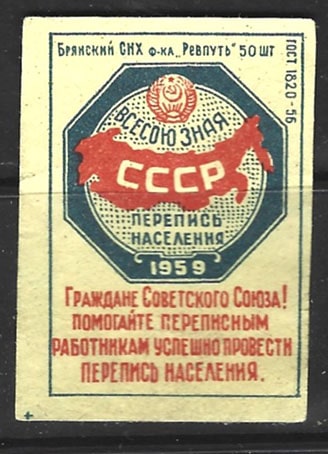 Брянский СНХ ф-ка „Ревпуть" 50 шт
ГОСТ 1820-56
ВСЕСОЮЗНАЯ
СССР
ПЕРЕПИСЬ
НАСЕЛЕНИЯ
1959
Граждане Советского Союза!
помогайте переписным
работникам успешно провести
перепись населения.